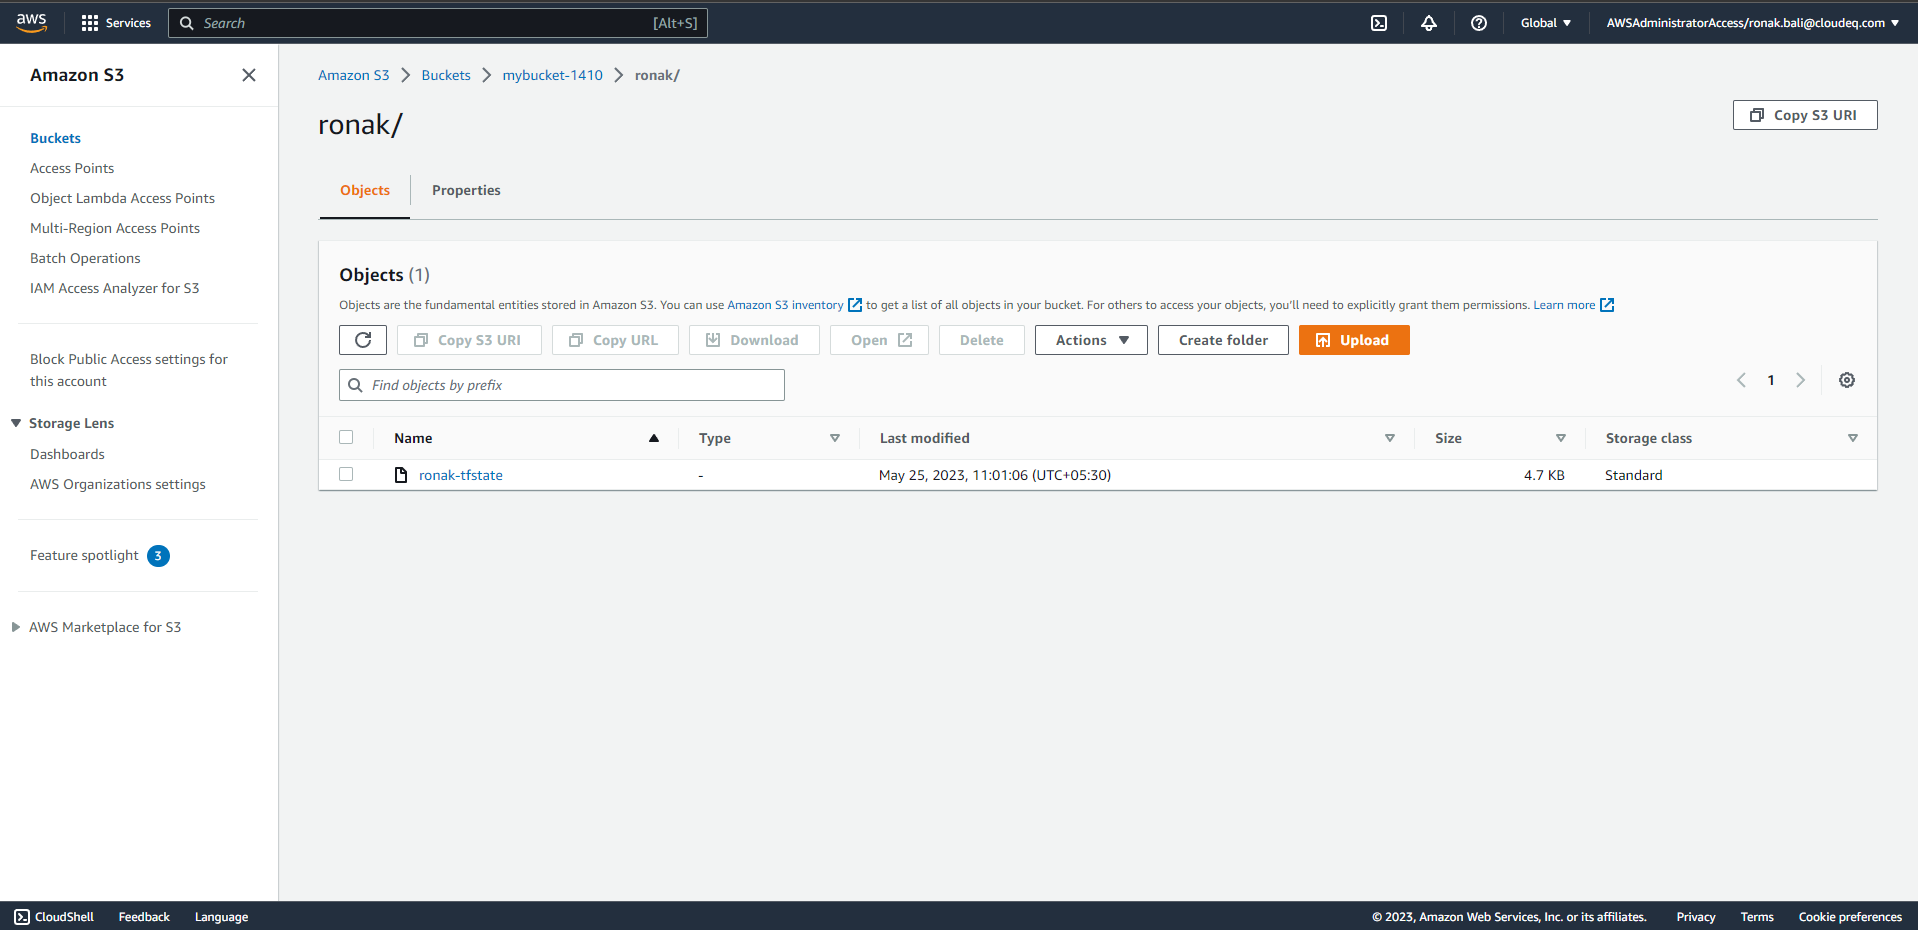 aws Services Search [Alt+S] Global AWSAdministratorAccess/ronak.bali@cloudeq.com
Amazon S3
Buckets
Access Points
Object Lambda Access Points
Multi-Region Access Points
Batch Operations
IAM Access Analyzer for S3
Block Public Access settings for
this account
Storage Lens
Dashboards
AWS Organizations settings
Feature spotlight 3
AWS Marketplace for S3
Amazon S3 Buckets mybucket-1410 ronak/
ronak/
Copy S3 URI
Objects Properties
Objects (1)
Objects are the fundamental entities stored in Amazon S3. You can use Amazon S3 inventory to get a list of all objects in your bucket. For others to access your objects, you'll need to explicitly grant them permissions. Learn more
Copy S3 URI Copy URL Download Open Delete Actions Create folder Upload
Find objects by prefix
1
Name Type Last modified Size Storage class
ronak-tfstate - May 25, 2023, 11:01:06 (UTC+05:30) 4.7 KB Standard
CloudShell Feedback Language © 2023, Amazon Web Services, Inc. or its affiliates. Privacy Terms Cookie preferences